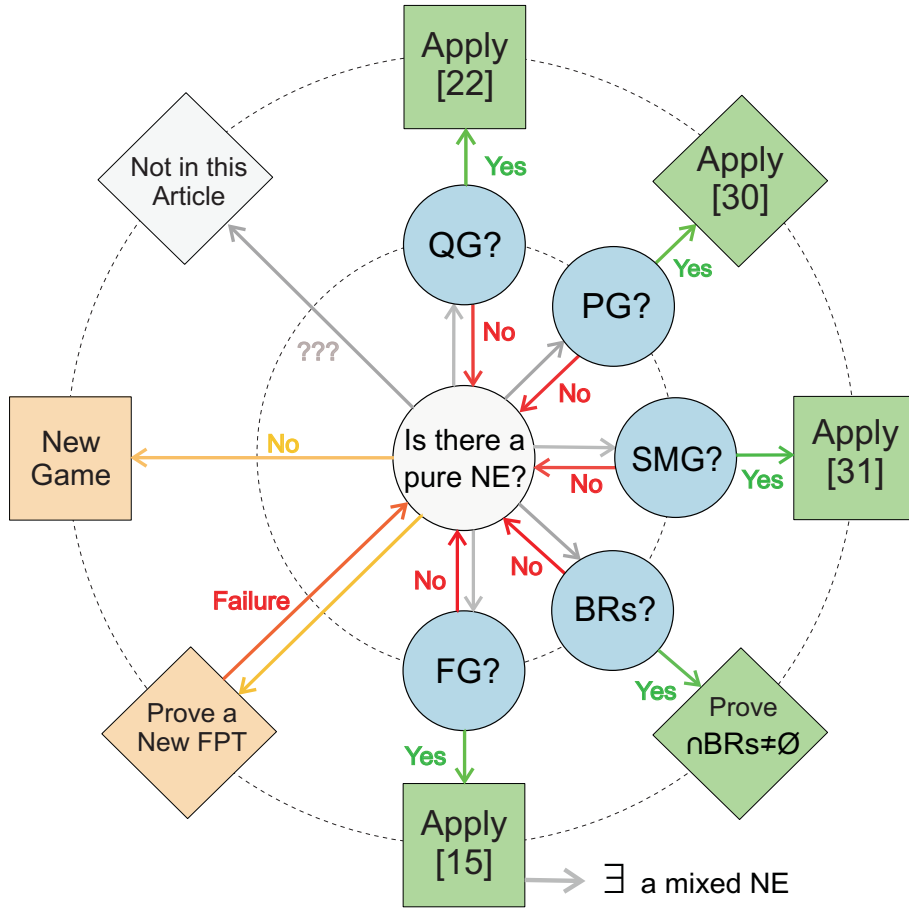 Apply
[22]
Not in this
Article
Apply
[30]
Yes
QG?
Yes
PG?
???
No
No
New
Game
No
Is there a
pure NE?
SMG?
No
Yes
Apply
[31]
Failure
No
No
BRs?
FG?
Yes
Prove a
New FPT
Yes
Prove
∩BRs≠Ø
Apply
[15]
∃ a mixed NE